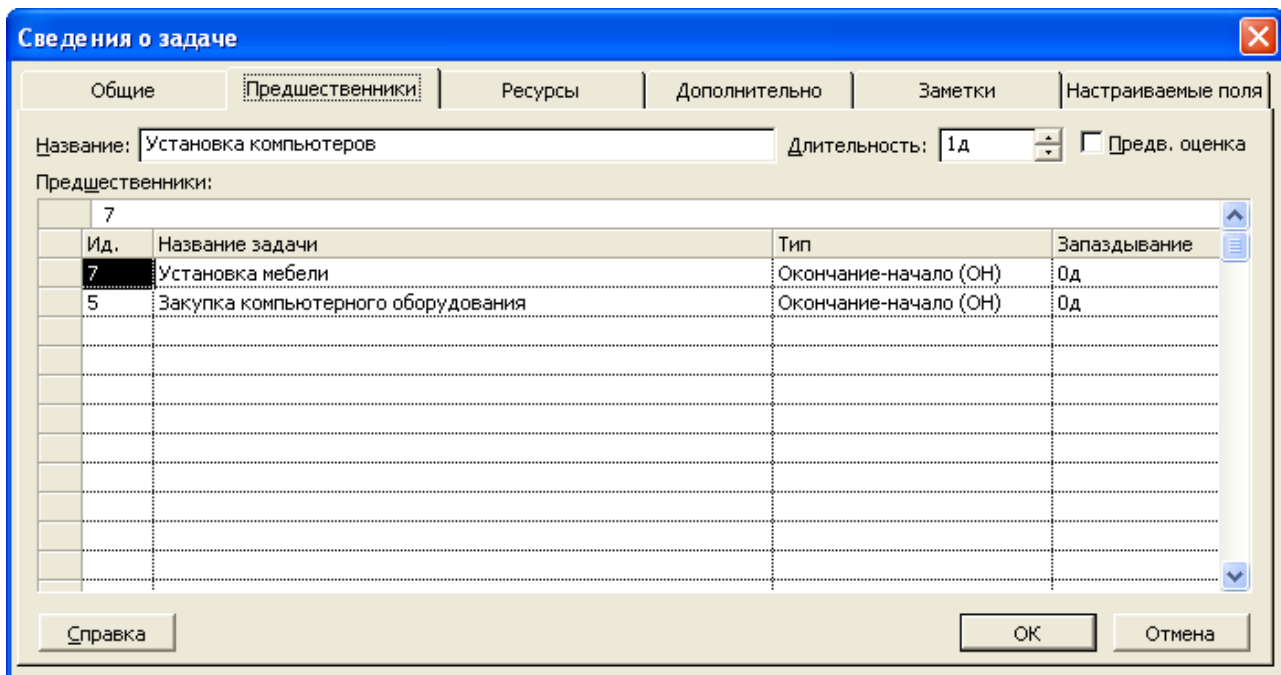 Сведения о задаче
Общие Предшественники Ресурсы Дополнительно Заметки Настраиваемые поля
Название: Установка компьютеров Длительность: 1д Предв. оценка
Предшественники:
7
Ид. Название задачи Тип Запаздывание
7 Установка мебели Окончание-начало (ОН) 0д
5 Закупка компьютерного оборудования Окончание-начало (ОН) 0д
Справка ОК Отмена